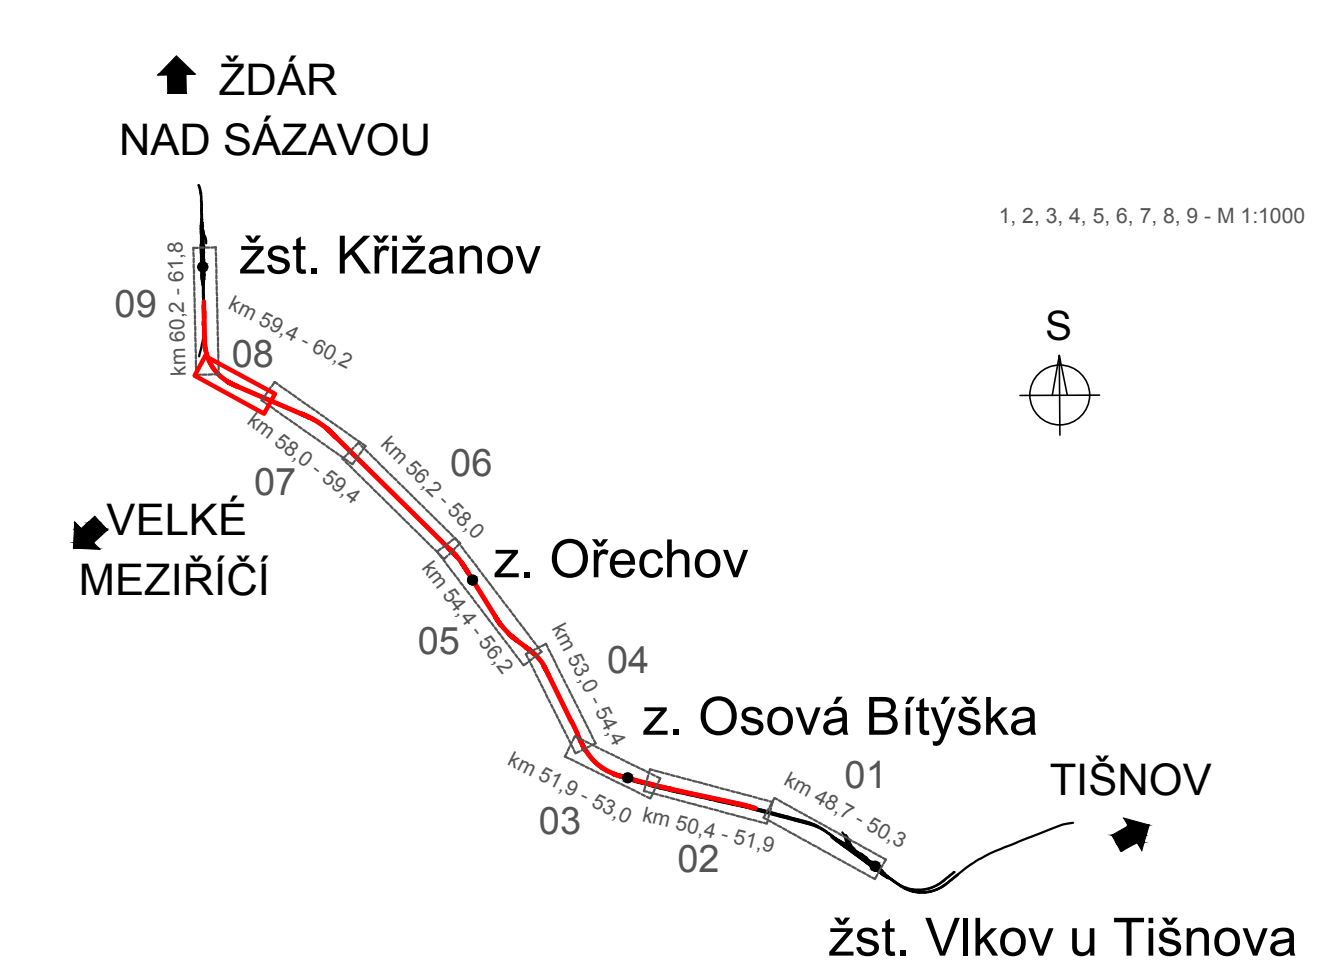 ŽDÁR
NAD SÁZAVOU
1, 2, 3, 4, 5, 6, 7, 8, 9 - M 1:1000
žst. Křižanov
09
km 60,2 - 61,8
km 59,4 - 60,2
08
S
km 58,0 - 59,4
07
km 56,2 - 58,0
06
VELKÉ
MEZIŘÍČÍ
z. Ořechov
km 54,4 - 56,2
05
km 53,0 - 54,4
04
z. Osová Bítýška
km 51,9 - 53,0
03
km 50,4 - 51,9
02
km 48,7 - 50,3
01
TIŠNOV
žst. Vlkov u Tišnova